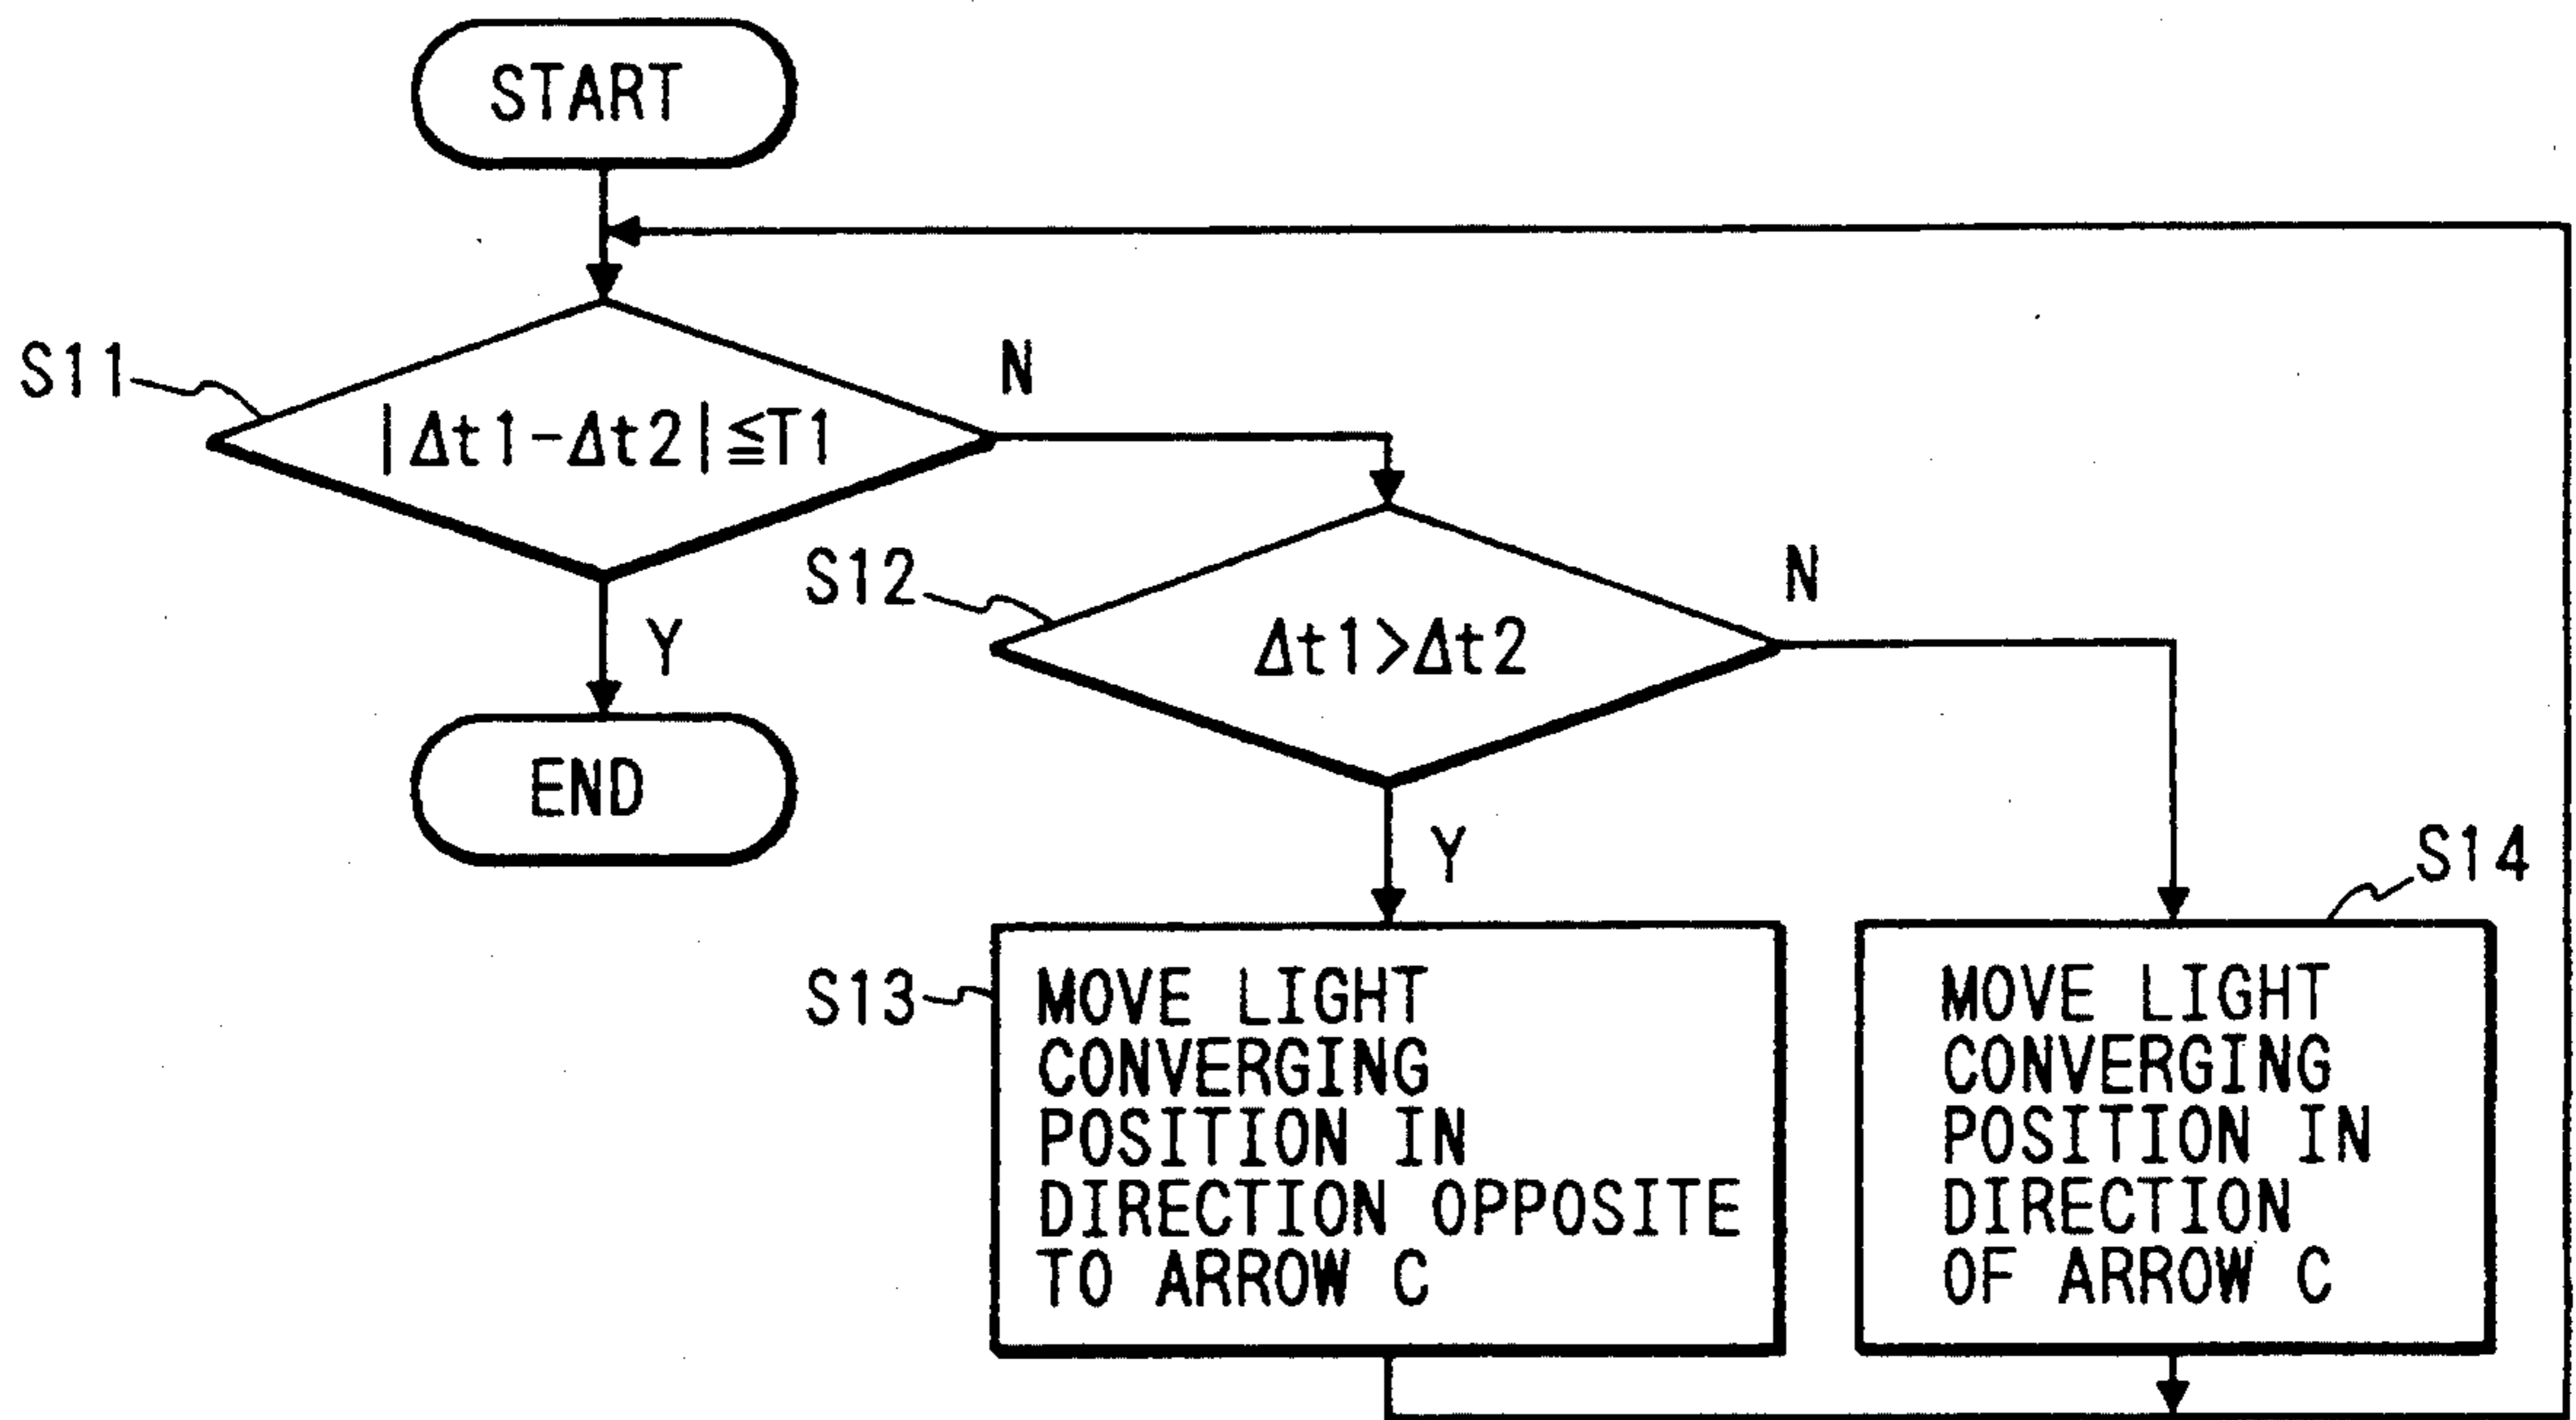 START
S11
|Δt1-Δt2|≦T1
N
Y
END
S12
Δt1>Δt2
N
Y
S13
MOVE LIGHT
CONVERGING
POSITION IN
DIRECTION OPPOSITE
TO ARROW C
S14
MOVE LIGHT
CONVERGING
POSITION IN
DIRECTION
OF ARROW C